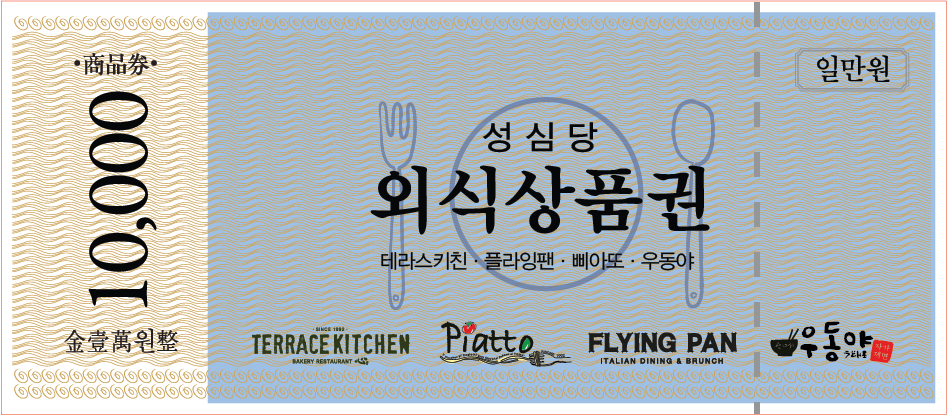 ·商品券·
10,000
金壹萬원整
일만원
성심당
외식상품권
테라스키친 · 플라잉팬 · 삐아또 · 우동야
SINCE 1999
TERRACE KITCHEN
BAKERY RESTAURANT
Piatto
FLYING PAN
ITALIAN DINING & BRUNCH
우동야